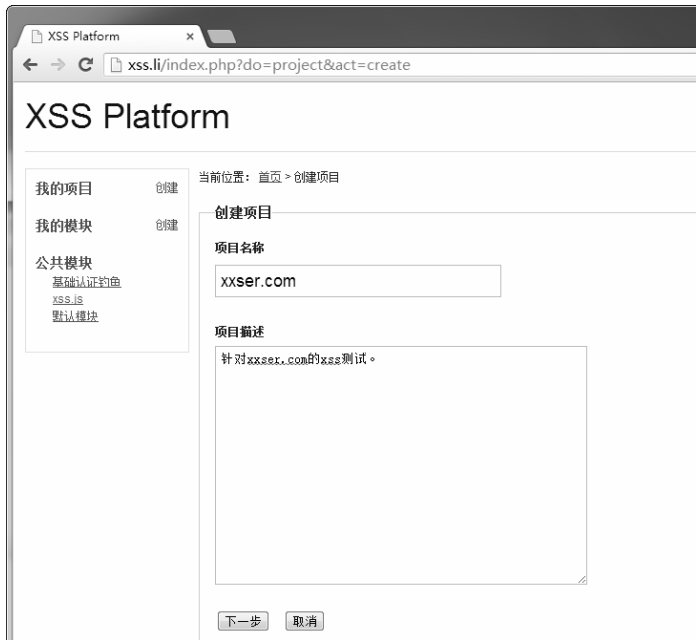 XSS Platform
xss.li/index.php?do=project&act=create
XSS Platform
我的项目 创建
我的模块 创建
公共模块
基础认证钓鱼
xss.js
默认模块
当前位置： 首页 > 创建项目
创建项目
项目名称
xxser.com
项目描述
针对xxser.com的xss测试。
下一步 取消